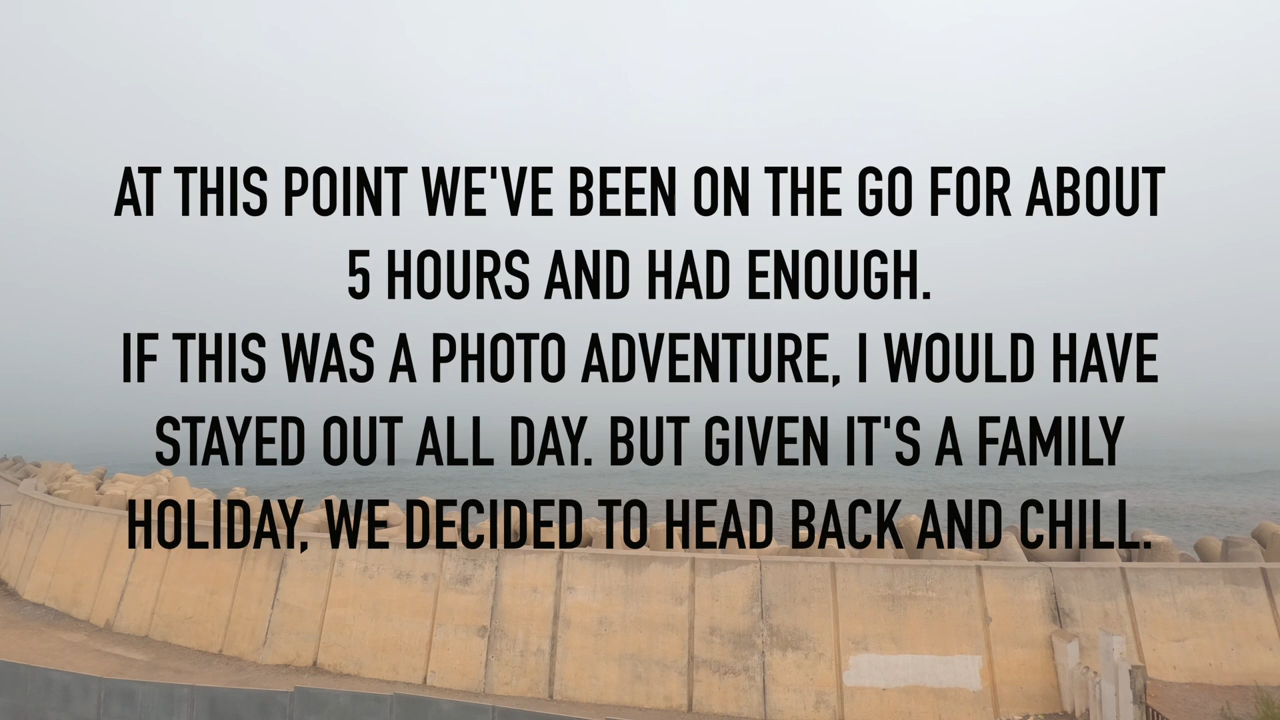 AT THIS POINT WE'VE BEEN ON THE GO FOR ABOUT
5 HOURS AND HAD ENOUGH.
IF THIS WAS A PHOTO ADVENTURE, I WOULD HAVE
STAYED OUT ALL DAY. BUT GIVEN IT'S A FAMILY
HOLIDAY, WE DECIDED TO HEAD BACK AND CHILL.